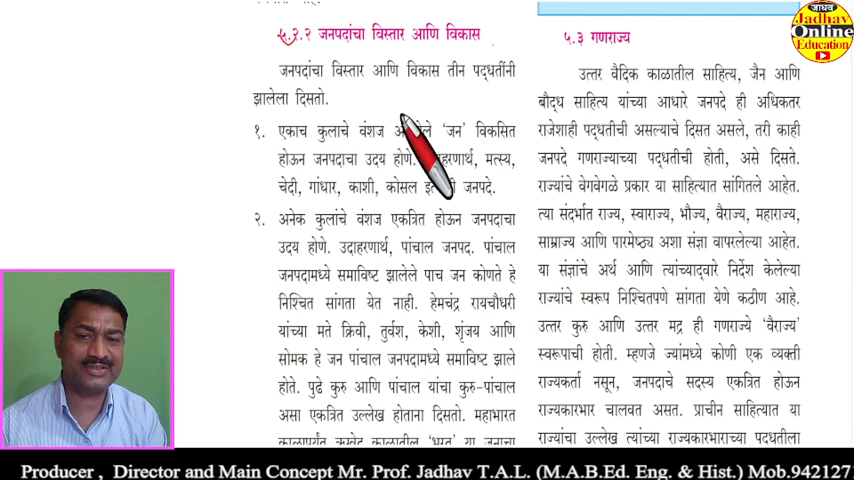 ५.२.२ जनपदांचा विस्तार आणि विकास
जनपदांचा विस्तार आणि विकास तीन पद्धतींनी
झालेला दिसतो.
१. एकाच कुलाचे वंशज 'जन' विकसित
होऊन जनपदाचा उदय होणे. मत्स्य,
चेदी, गांधार, काशी, कोसल जनपदे.
२. अनेक कुलांचे वंशज एकत्रित होऊन जनपदाचा
उदय होणे. उदाहरणार्थ, पांचाल जनपद. पांचाल
जनपदामध्ये समाविष्ट झालेले पाच जन कोणते हे
निश्चित सांगता येत नाही. हेमचंद्र रायचौधरी
यांच्या मते क्रिवी, तुर्वश, केशी, शृंजय आणि
सोमक हे जन पांचाल जनपदामध्ये समाविष्ट झाले
होते. पुढे कुरु आणि पांचाल यांचा कुरु-पांचाल
असा एकत्रित उल्लेख होताना दिसतो. महाभारत
काळापर्यंत ऋग्वेद काळातील 'भरत' या जनाचा
५.३ गणराज्य
उत्तर वैदिक काळातील साहित्य, जैन आणि
बौद्ध साहित्य यांच्या आधारे जनपदे ही अधिकतर
राजेशाही पद्धतीची असल्याचे दिसत असले, तरी काही
जनपदे गणराज्याच्या पद्धतीची होती, असे दिसते.
राज्यांचे वेगवेगळे प्रकार या साहित्यात सांगितले आहेत.
त्या संदर्भात राज्य, स्वाराज्य, भौज्य, वैराज्य, महाराज्य,
साम्राज्य आणि पारमेष्ठ्य अशा संज्ञा वापरलेल्या आहेत.
या संज्ञांचे अर्थ आणि त्यांच्याद्वारे निर्देश केलेल्या
राज्यांचे स्वरूप निश्चितपणे सांगता येणे कठीण आहे.
उत्तर कुरु आणि उत्तर मद्र ही गणराज्ये 'वैराज्य'
स्वरूपाची होती. म्हणजे ज्यांमध्ये कोणी एक व्यक्ती
राज्यकर्ता नसून, जनपदाचे सदस्य एकत्रित होऊन
राज्यकारभार चालवत असत. प्राचीन साहित्यात या
राज्यांचा उल्लेख त्यांच्या राज्यकारभाराच्या पद्धतीला
जाधव
Jadhav
Online
Education
Producer , Director and Main Concept Mr. Prof. Jadhav T.A.L. (M.A.B.Ed. Eng. & Hist.) Mob.942127